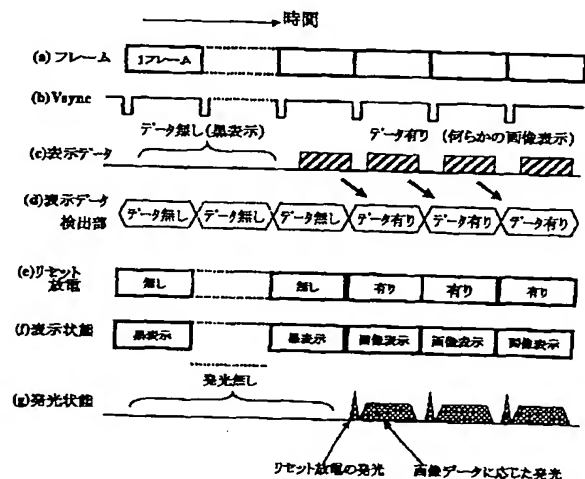 時間
(a)フレーム
1フレーム
(b)Vsync
データ無し(黒表示)
データ有り (何らかの画像表示)
(c)表示データ
(d)表示データ
検出部
データ無し データ無し データ無し データ有り データ有り データ有り
(e)リセット
放電
無し 無し 有り 有り 有り
(f)表示状態
黒表示 黒表示 画像表示 画像表示 画像表示
発光無し
(g)発光状態
リセット放電の発光 画像データに応じた発光